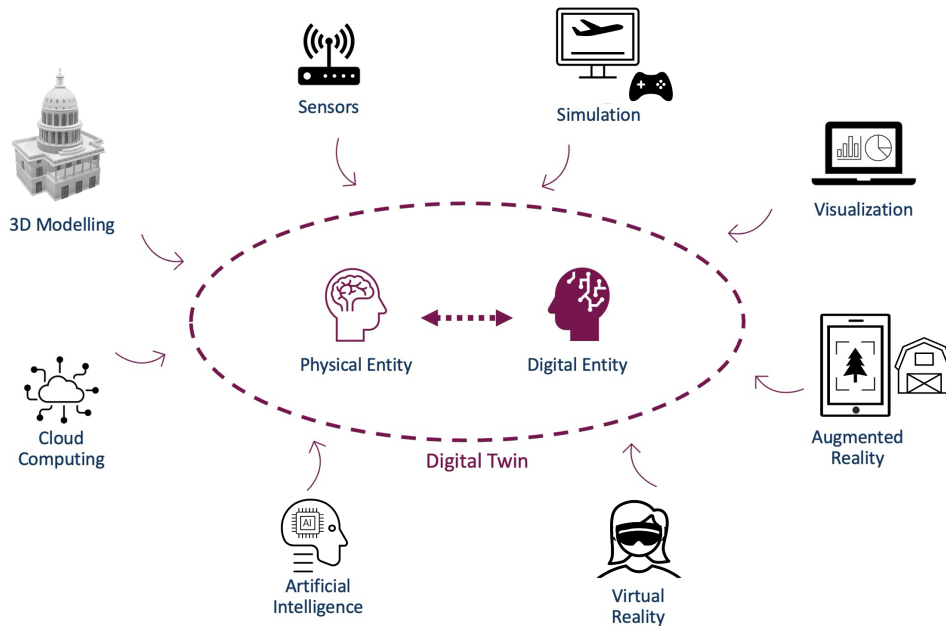 Sensors
Simulation
3D Modelling
Visualization
Physical Entity
Digital Entity
Cloud
Computing
Digital Twin
Augmented
Reality
AI
Artificial
Intelligence
Virtual
Reality